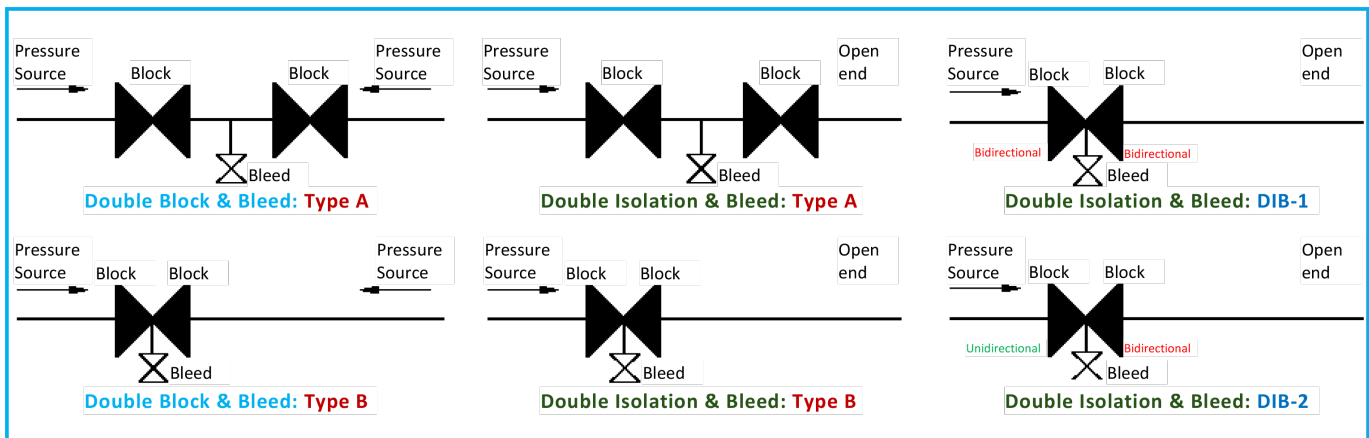 Pressure
Source
Block
Block
Pressure
Source
Bleed
Double Block & Bleed: Type A
Pressure
Source
Block
Block
Open
end
Bleed
Double Isolation & Bleed: Type A
Pressure
Source
Block
Block
Open
end
Bidirectional
Bidirectional
Bleed
Double Isolation & Bleed: DIB-1
Pressure
Source
Block
Block
Pressure
Source
Bleed
Double Block & Bleed: Type B
Pressure
Source
Block
Block
Open
end
Bleed
Double Isolation & Bleed: Type B
Pressure
Source
Block
Block
Open
end
Unidirectional
Bidirectional
Bleed
Double Isolation & Bleed: DIB-2